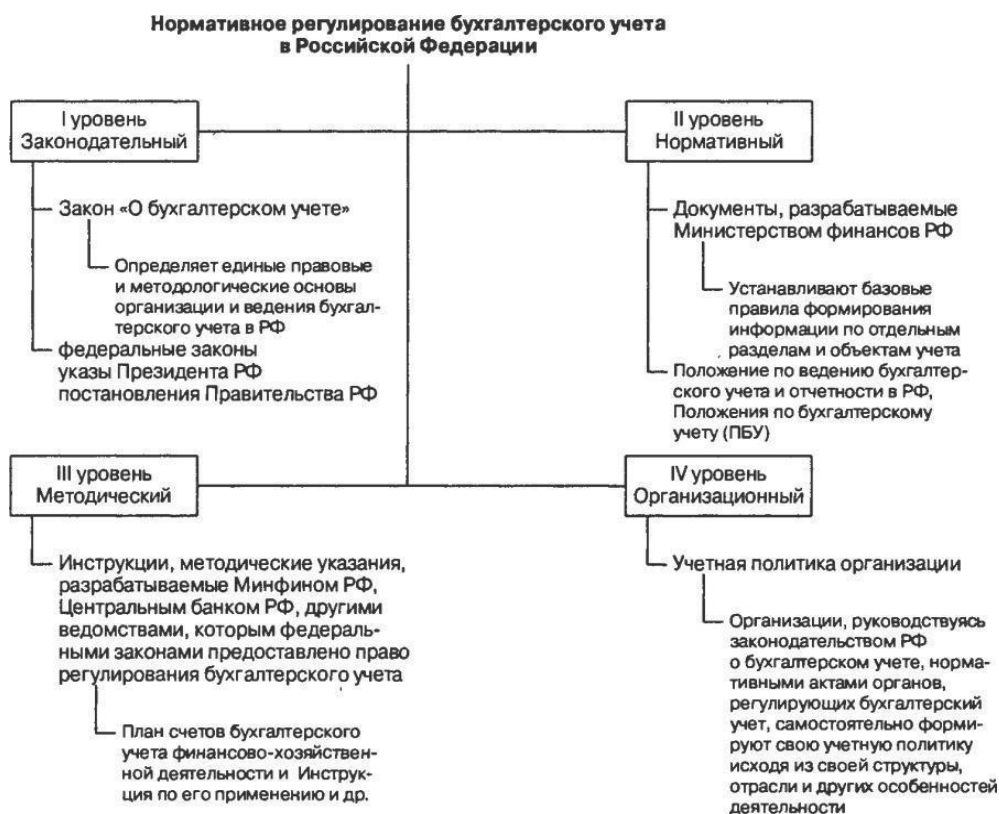 Нормативное регулирование бухгалтерского учета
в Российской Федерации
I уровень
Законодательный
Закон «О бухгалтерском учете»
Определяет единые правовые
и методологические основы
организации и ведения бухгал-
терского учета в РФ
федеральные законы
указы Президента РФ
постановления Правительства РФ
II уровень
Нормативный
Документы, разрабатываемые
Министерством финансов РФ
Устанавливают базовые
правила формирования
информации по отдельным
разделам и объектам учета
Положение по ведению бухгалтер-
ского учета и отчетности в РФ,
Положения по бухгалтерскому
учету (ПБУ)
III уровень
Методический
Инструкции, методические указания,
разрабатываемые Минфином РФ,
Центральным банком РФ, другими
ведомствами, которым федераль-
ными законами предоставлено право
регулирования бухгалтерского учета
План счетов бухгалтерского
учета финансово-хозяйствен-
ной деятельности и Инструк-
ция по его применению и др.
IV уровень
Организационный
Учетная политика организации
Организации, руководствуясь
законодательством РФ
о бухгалтерском учете, норма-
тивными актами органов,
регулирующих бухгалтерский
учет, самостоятельно форми-
руют свою учетную политику
исходя из своей структуры,
отрасли и других особенностей
деятельности